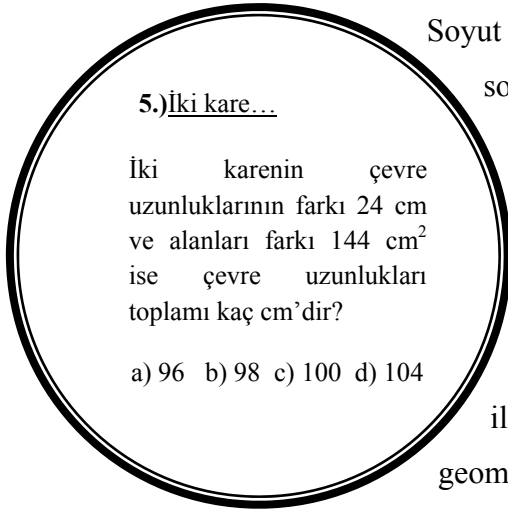 Soyut
so
5.)İki kare…
İki karenin çevre
uzunluklarının farkı 24 cm
ve alanları farkı 144 cm²
ise çevre uzunlukları
toplamı kaç cm’dir?
a) 96 b) 98 c) 100 d) 104
il
geom